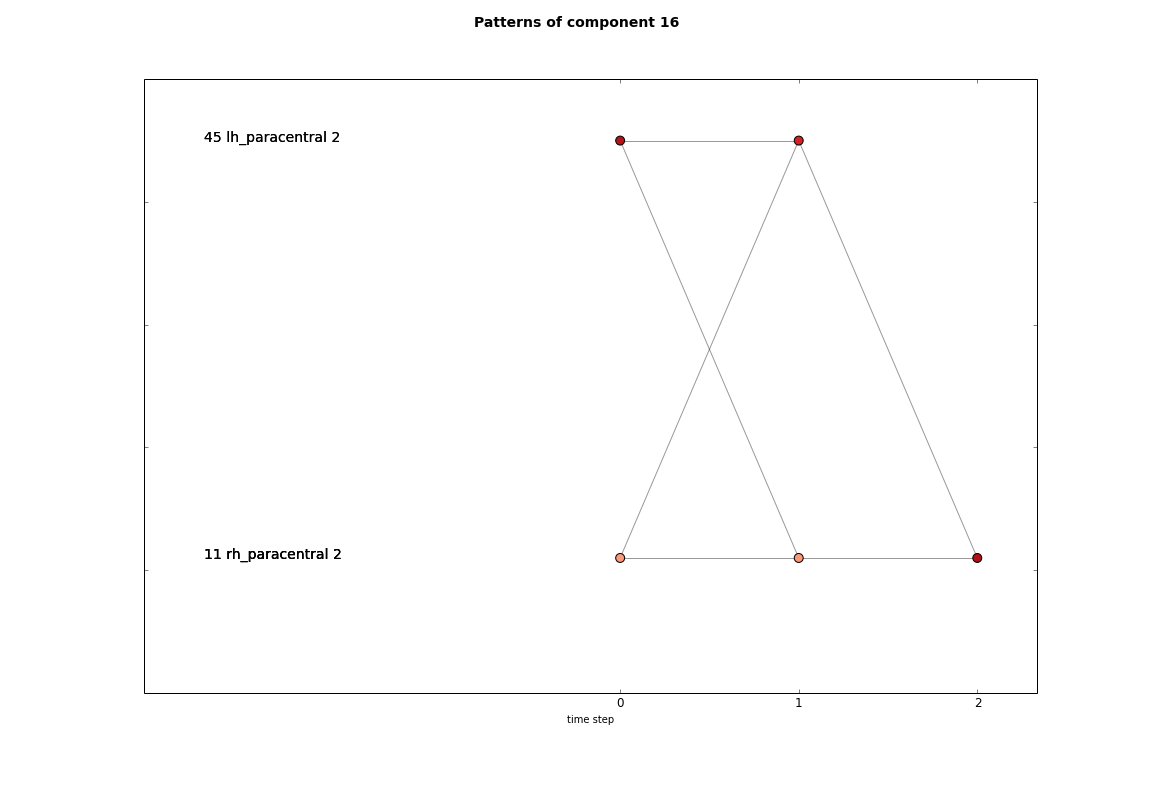 Patterns of component 16
45 lh_paracentral 2
11 rh_paracentral 2
0 1 2
time step